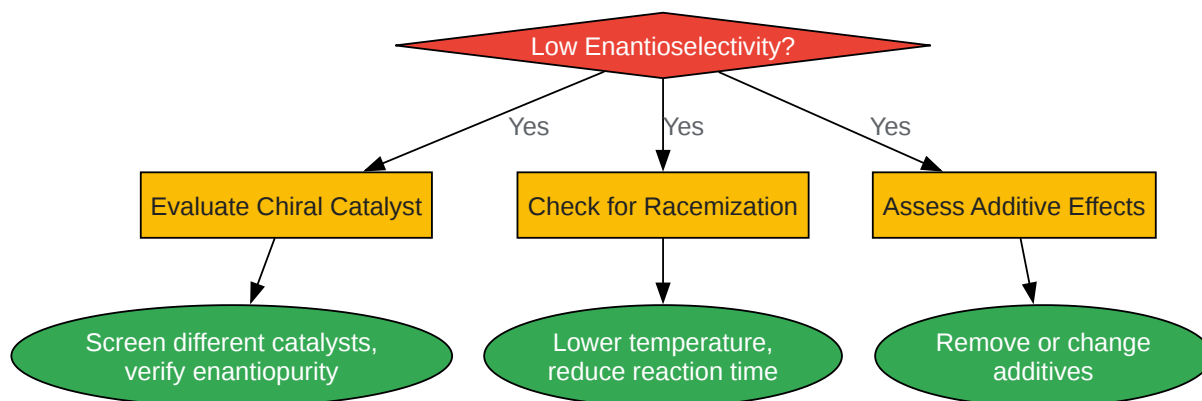 Low Enantioselectivity?
Yes
Yes
Yes
Evaluate Chiral Catalyst
Check for Racemization
Assess Additive Effects
Screen different catalysts,
verify enantiopurity
Lower temperature,
reduce reaction time
Remove or change
additives